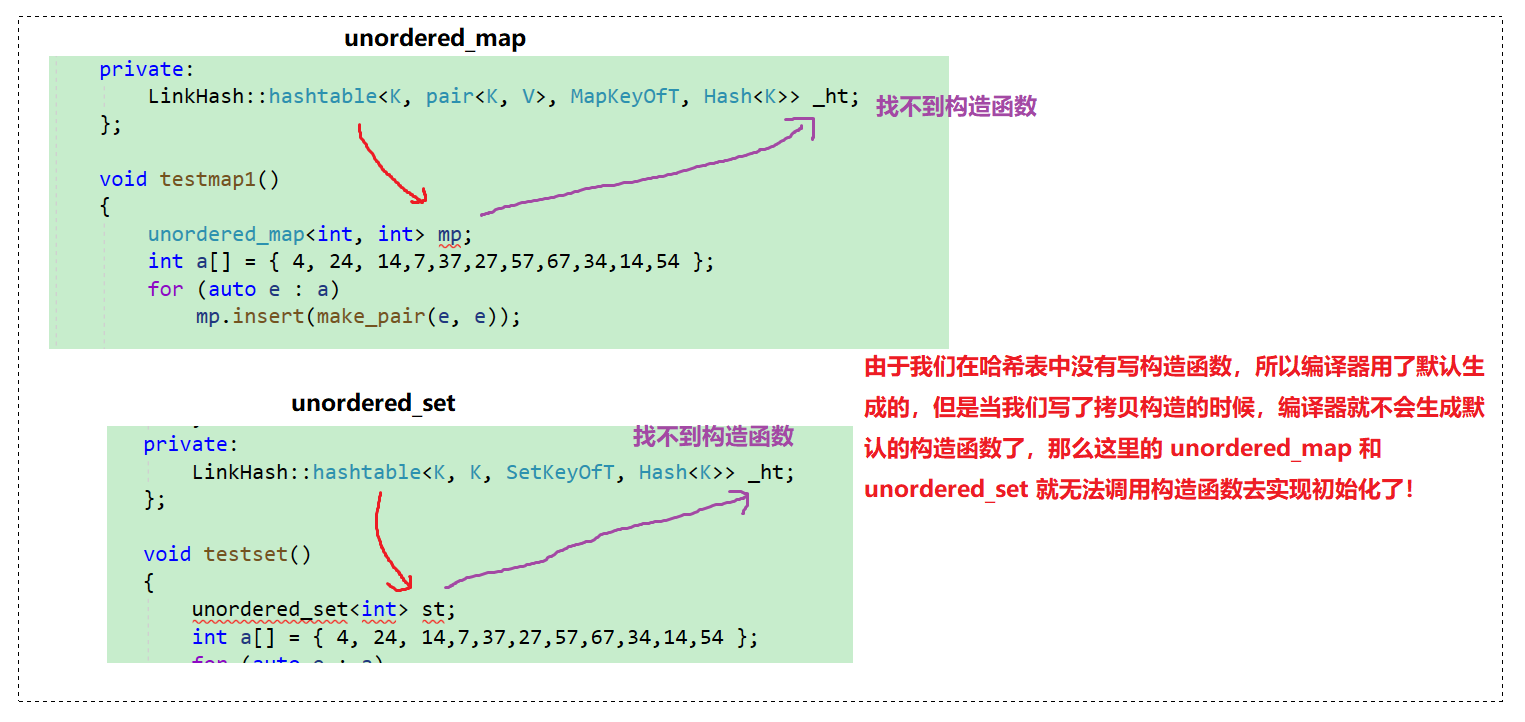 unordered_map
private:
LinkHash::hashtable<K, pair<K, V>, MapKeyOfT, Hash<K>> _ht;
找不到构造函数
};
void testmap1()
{
unordered_map<int, int> mp;
int a[] = { 4, 24, 14,7,37,27,57,67,34,14,54 };
for (auto e : a)
mp.insert(make_pair(e, e));
由于我们在哈希表中没有写构造函数，所以编译器用了默认生
成的，但是当我们写了拷贝构造的时候，编译器就不会生成默
认的构造函数了，那么这里的 unordered_map 和
unordered_set 就无法调用构造函数去实现初始化了！
unordered_set
找不到构造函数
private:
LinkHash::hashtable<K, K, SetKeyOfT, Hash<K>> _ht;
};
void testset()
{
unordered_set<int> st;
int a[] = { 4, 24, 14,7,37,27,57,67,34,14,54 };
for (auto e : a)